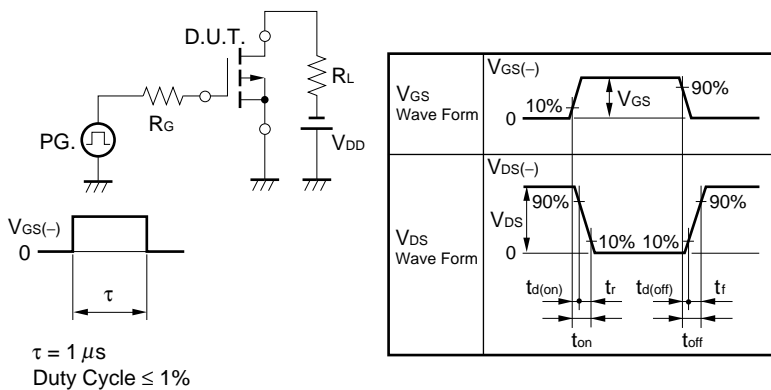 D.U.T.
RG
PG.
RL
VDD
VGS(−)
0
τ
τ = 1 μs
Duty Cycle ≤ 1%
VGS
Wave Form
VGS(−)
10%
VGS
90%
0
VDS
Wave Form
VDS(−)
90%
VDS
10% 10%
90%
0
td(on) tr td(off) tf
ton toff